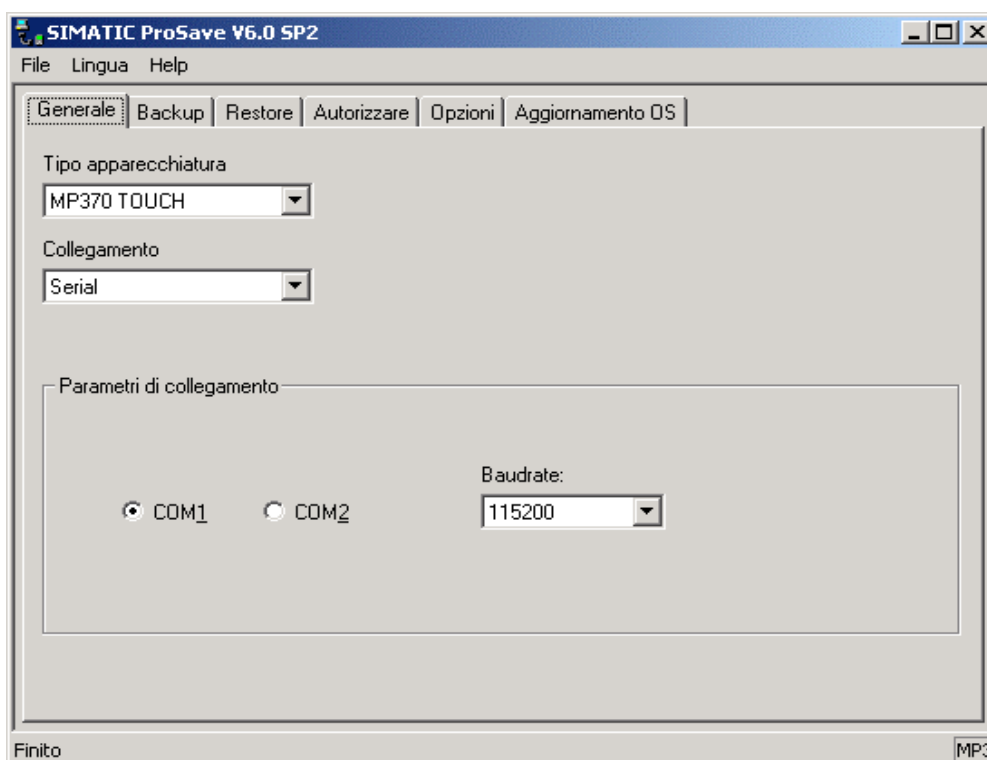 SIMATIC ProSave V6.0 SP2
File Lingua Help
Generale Backup Restore Autorizzare Opzioni Aggiornamento OS
Tipo apparecchiatura
MP370 TOUCH
Collegamento
Serial
Parametri di collegamento
Baudrate:
COM1 COM2 115200
Finito MP3